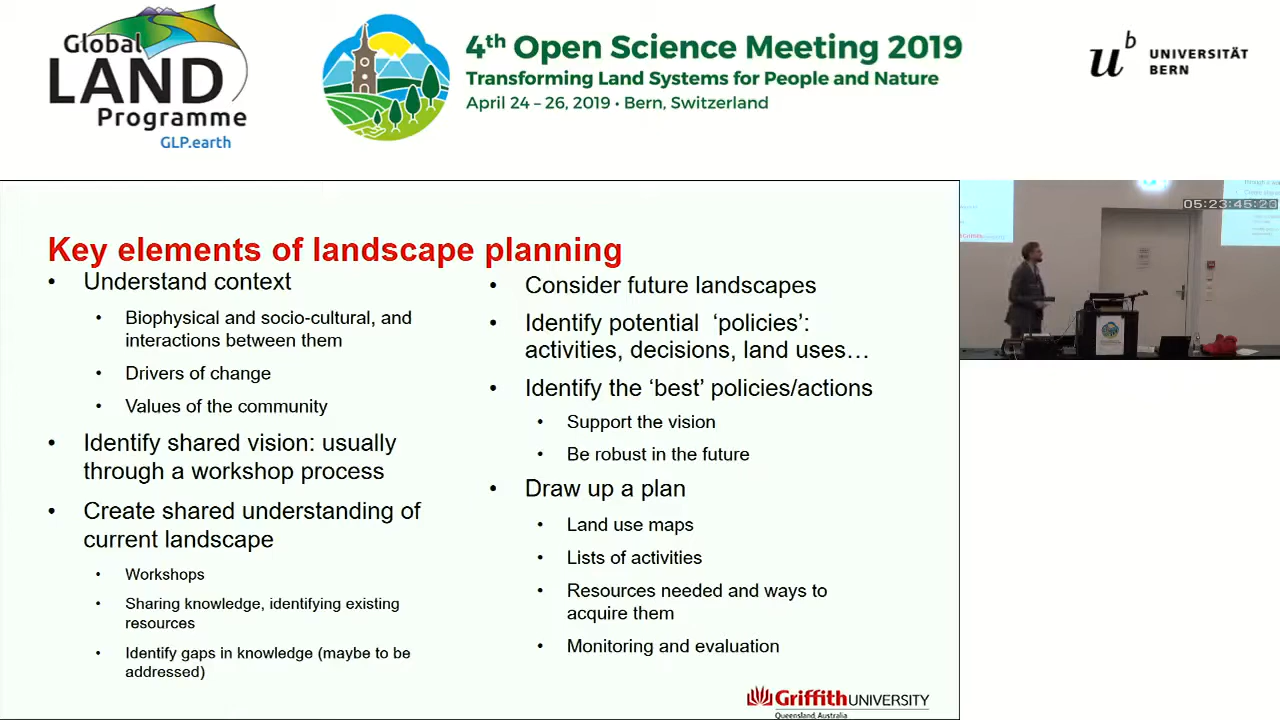 Global
LAND
Programme
GLP.earth
4th Open Science Meeting 2019
Transforming Land Systems for People and Nature
April 24 – 26, 2019 • Bern, Switzerland
u b
UNIVERSITÄT
BERN
05:23:45:23
Key elements of landscape planning
• Understand context
• Biophysical and socio-cultural, and
interactions between them
• Drivers of change
• Values of the community
• Identify shared vision: usually
through a workshop process
• Create shared understanding of
current landscape
• Workshops
• Sharing knowledge, identifying existing
resources
• Identify gaps in knowledge (maybe to be
addressed)
• Consider future landscapes
• Identify potential ‘policies’:
activities, decisions, land uses…
• Identify the ‘best’ policies/actions
• Support the vision
• Be robust in the future
• Draw up a plan
• Land use maps
• Lists of activities
• Resources needed and ways to
acquire them
• Monitoring and evaluation
Griffith UNIVERSITY
Queensland, Australia